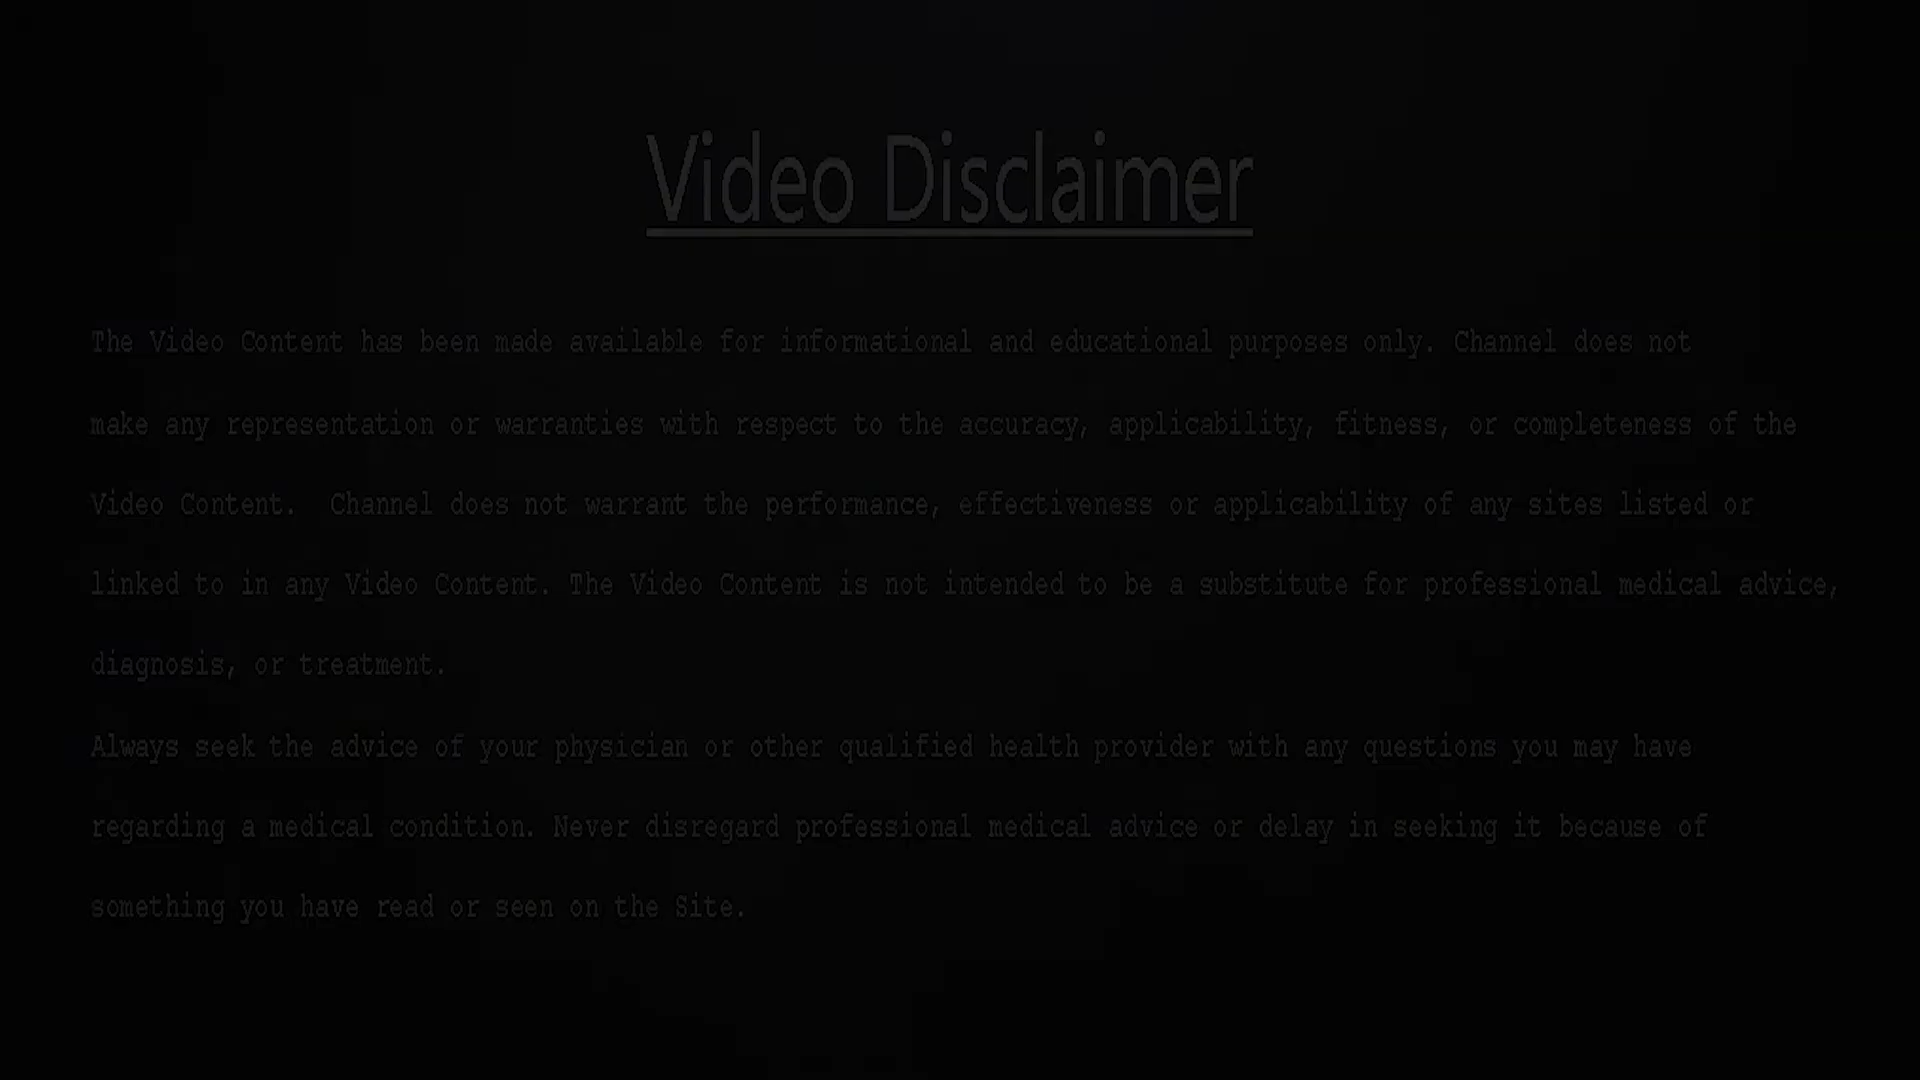 Video Disclaimer
The Video Content has been made available for informational and educational purposes only. Channel does not
make any representation or warranties with respect to the accuracy, applicability, fitness, or completeness of the
Video Content.  Channel does not warrant the performance, effectiveness or applicability of any sites listed or
linked to in any Video Content. The Video Content is not intended to be a substitute for professional medical advice,
diagnosis, or treatment.
Always seek the advice of your physician or other qualified health provider with any questions you may have
regarding a medical condition. Never disregard professional medical advice or delay in seeking it because of
something you have read or seen on the Site.